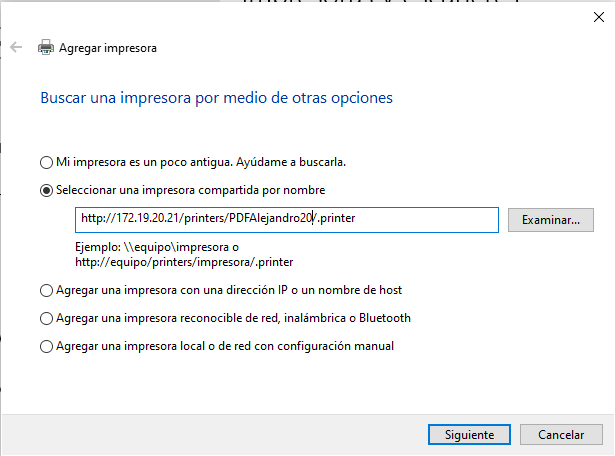 Agregar impresora
Buscar una impresora por medio de otras opciones
Mi impresora es un poco antigua. Ayúdame a buscarla.
Seleccionar una impresora compartida por nombre
http://172.19.20.21/printers/PDFAlejandro20/.printer
Examinar...
Ejemplo: \\equipo\impresora o
http://equipo/printers/impresora/.printer
Agregar una impresora con una dirección IP o un nombre de host
Agregar una impresora reconocible de red, inalámbrica o Bluetooth
Agregar una impresora local o de red con configuración manual
Siguiente
Cancelar